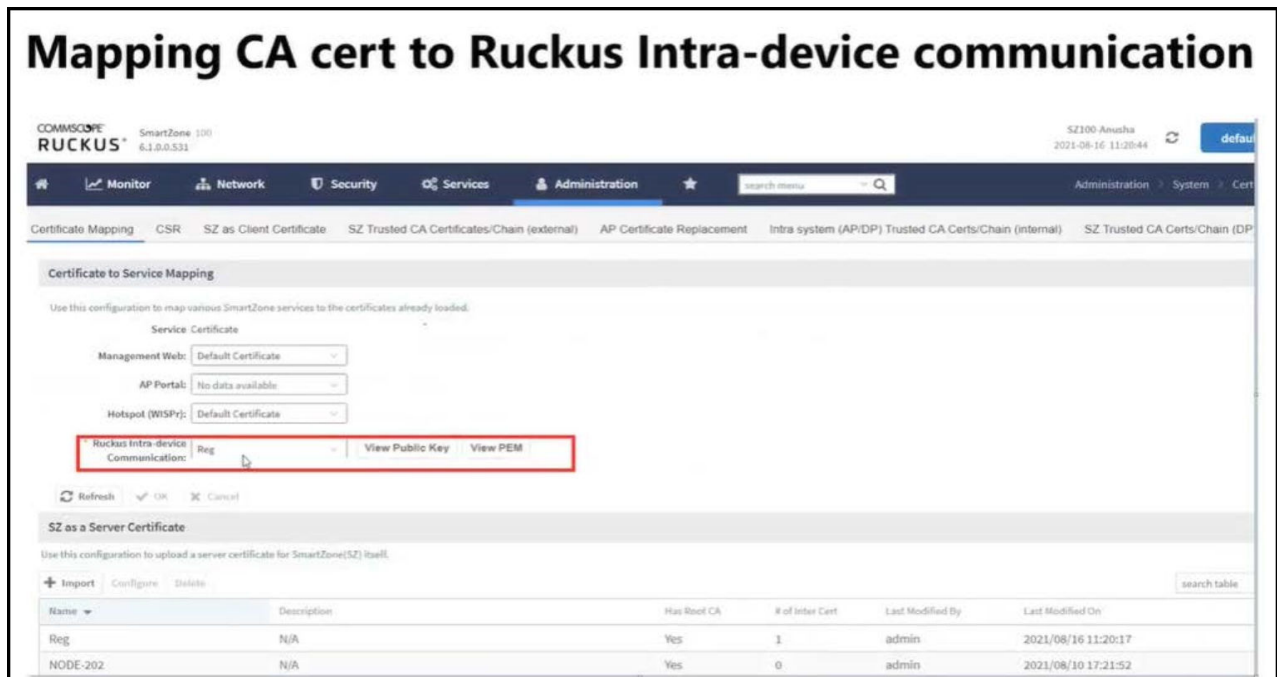 Mapping CA cert to Ruckus Intra-device communication
COMMSCOPE
RUCKUS® SmartZone 100
6.1.0.0.531
SZ100-Anusha
2021-08-16 11:20:44
defau
Monitor Network Security Services Administration search menu Administration > System > Cert
Certificate Mapping CSR SZ as Client Certificate SZ Trusted CA Certificates/Chain (external) AP Certificate Replacement Intra system (AP/DP) Trusted CA Certs/Chain (internal) SZ Trusted CA Certs/Chain (DP
Certificate to Service Mapping
Use this configuration to map various SmartZone services to the certificates already loaded.
Service Certificate
Management Web: Default Certificate
AP Portal: No data available
Hotspot (WISPr): Default Certificate
* Ruckus Intra-device
Communication: Reg View Public Key View PEM
Refresh OK Cancel
SZ as a Server Certificate
Use this configuration to upload a server certificate for SmartZone(SZ) itself.
Import Configure Delete search table
Name Description Has Root CA # of Inter Cert Last Modified By Last Modified On
Reg N/A Yes 1 admin 2021/08/16 11:20:17
NODE-202 N/A Yes 0 admin 2021/08/10 17:21:52